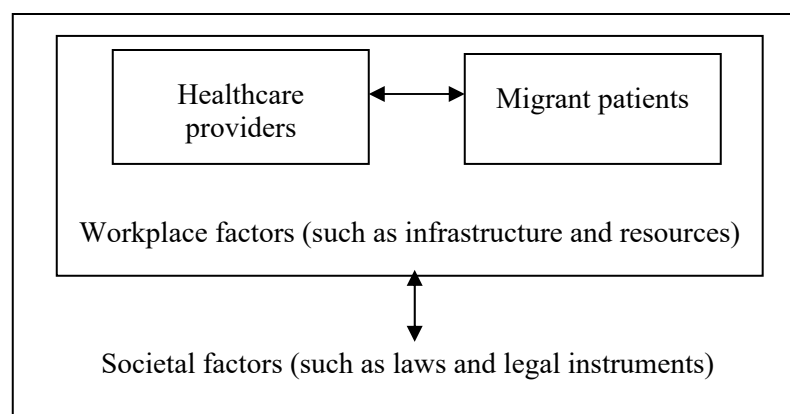 Healthcare
providers
Migrant patients
Workplace factors (such as infrastructure and resources)
Societal factors (such as laws and legal instruments)